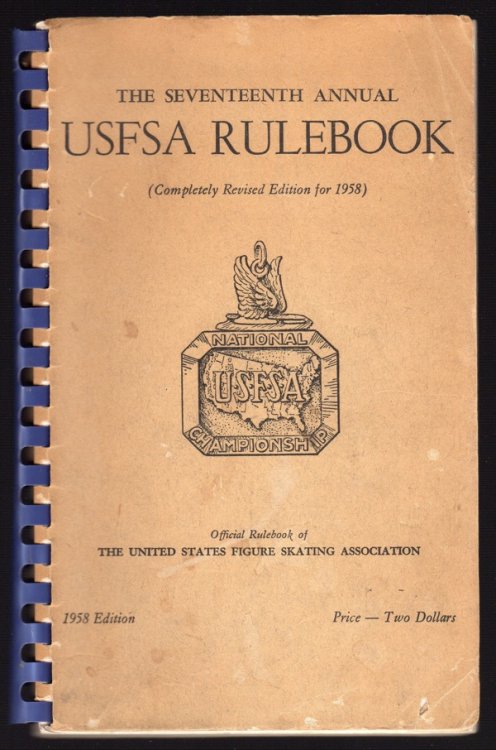 THE SEVENTEENTH ANNUAL
USFSA RULEBOOK
(Completely Revised Edition for 1958)
NATIONAL
USFSA
CHAMPIONSHIP
Official Rulebook of
THE UNITED STATES FIGURE SKATING ASSOCIATION
1958 Edition
Price — Two Dollars